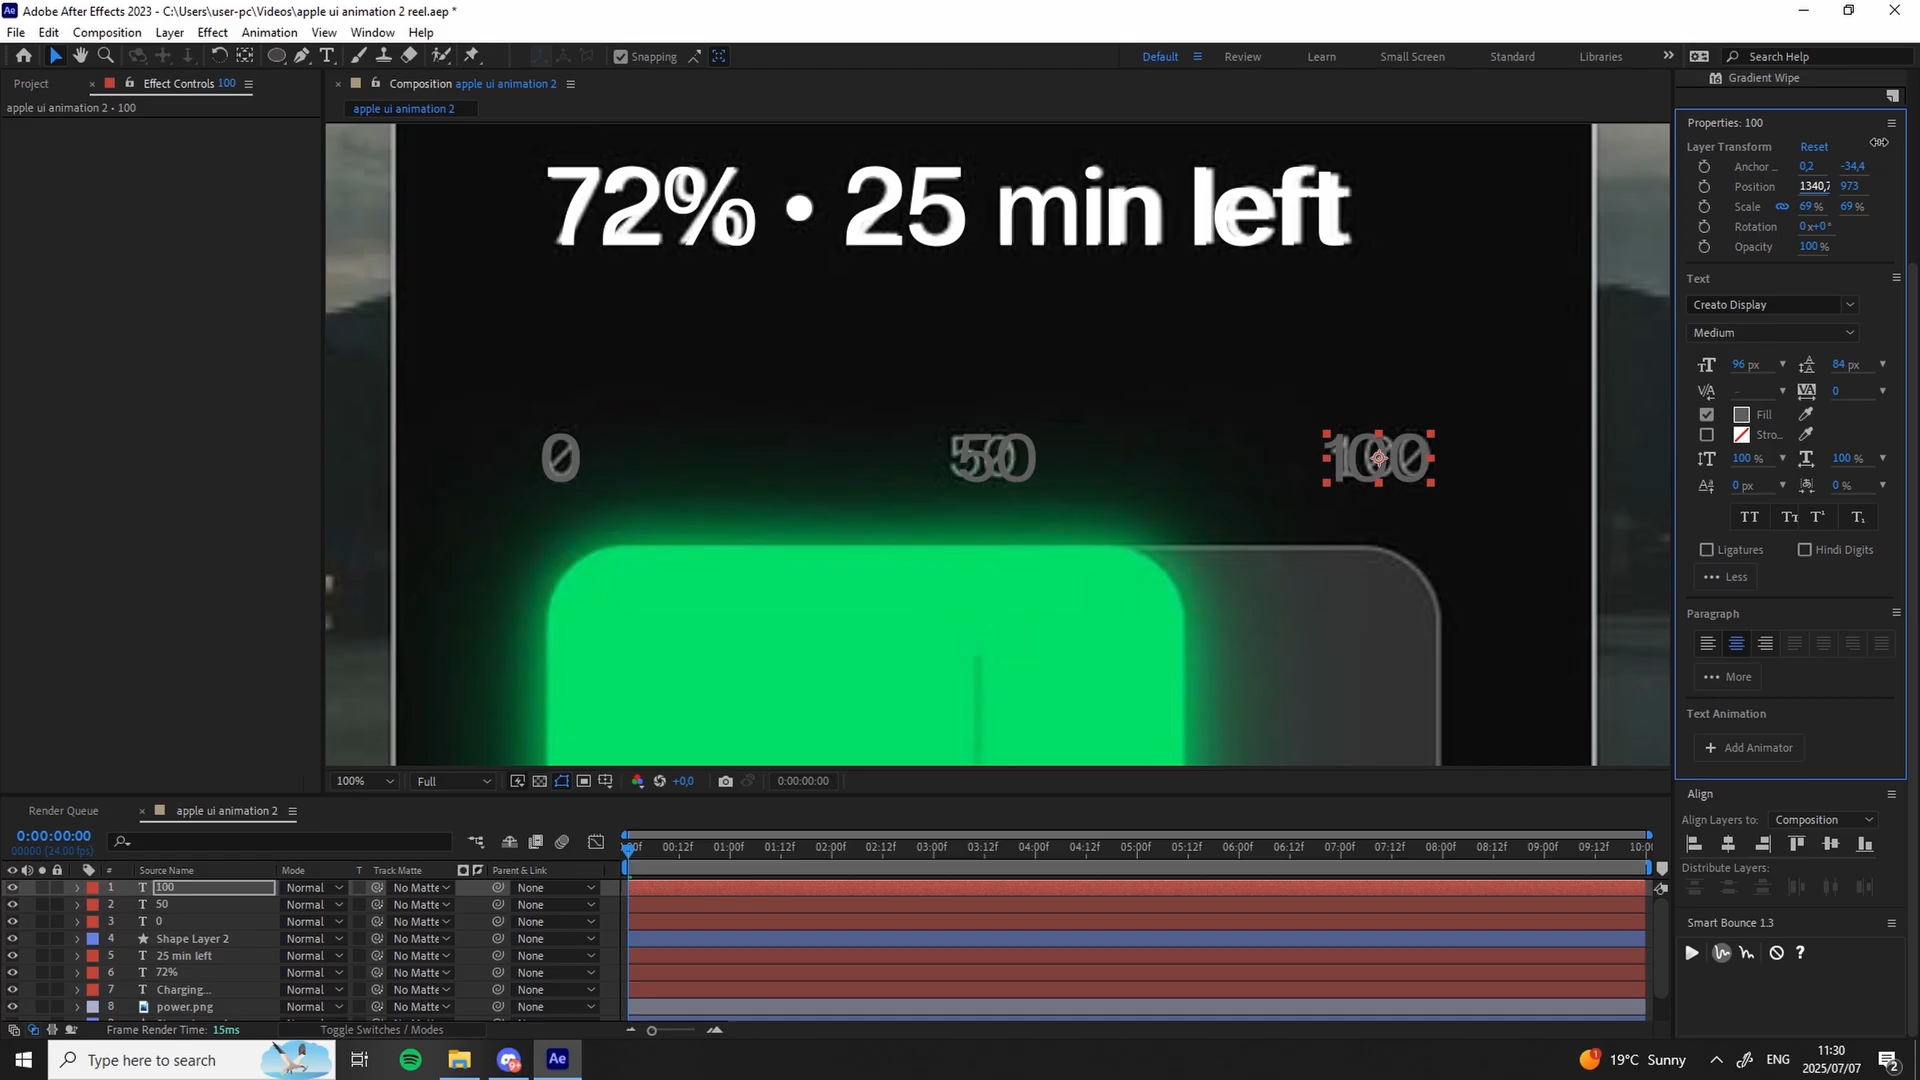 Adobe After Effects 2023 - C:\Users\user-pc\Videos\apple ui animation 2 reel.aep *
File Edit Composition Layer Effect Animation View Window Help
Snapping
Default Review Learn Small Screen Standard Libraries
Search Help
Project
Effect Controls 100
Composition apple ui animation 2
Gradient Wipe
apple ui animation 2 • 100
apple ui animation 2
72% • 25 min left
0 50 100
Properties: 100
Layer Transform Reset
Anchor ... 0,2 -34,4
Position 1340,7 973
Scale 69 % 69 %
Rotation 0x+0°
Opacity 100 %
Text
Creato Display
Medium
96 px 84 px
0
Fill
Stro...
100 % 100 %
0 px 0 %
Ligatures Hindi Digits
Less
Paragraph
More
Text Animation
Add Animator
Align
Align Layers to: Composition
Distribute Layers:
Smart Bounce 1.3
100% Full +0,0 0:00:00:00
Render Queue apple ui animation 2
0:00:00:00
00000 (24.00 fps)
:00f 00:12f 01:00f 01:12f 02:00f 02:12f 03:00f 03:12f 04:00f 04:12f 05:00f 05:12f 06:00f 06:12f 07:00f 07:12f 08:00f 08:12f 09:00f 09:12f 10:0
# Source Name Mode T Track Matte Parent & Link
1 T 100 Normal No Matte None
2 T 50 Normal No Matte None
3 T 0 Normal No Matte None
4 Shape Layer 2 Normal No Matte None
5 T 25 min left Normal No Matte None
6 T 72% Normal No Matte None
7 T Charging... Normal No Matte None
8 power.png Normal No Matte None
Frame Render Time: 15ms Toggle Switches / Modes
Type here to search
19°C Sunny
ENG
11:30
2025/07/07
2